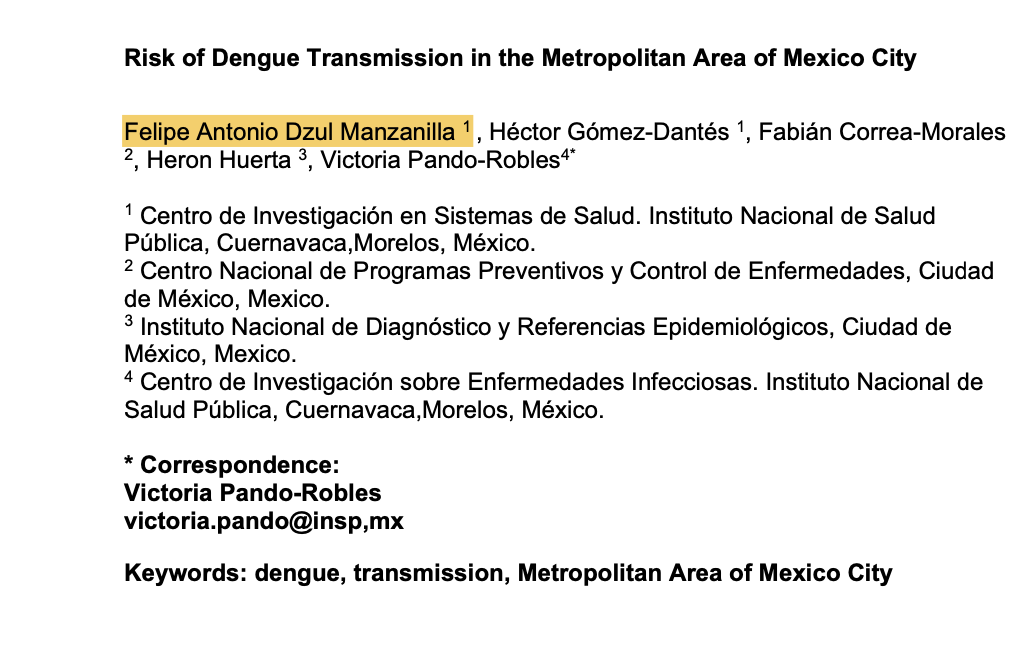 Risk of Dengue Transmission in the Metropolitan Area of Mexico City
Felipe Antonio Dzul Manzanilla ¹ , Héctor Gómez-Dantés ¹, Fabián Correa-Morales
², Heron Huerta ³, Victoria Pando-Robles⁴*
¹ Centro de Investigación en Sistemas de Salud. Instituto Nacional de Salud
Pública, Cuernavaca,Morelos, México.
² Centro Nacional de Programas Preventivos y Control de Enfermedades, Ciudad
de México, Mexico.
³ Instituto Nacional de Diagnóstico y Referencias Epidemiológicos, Ciudad de
México, Mexico.
⁴ Centro de Investigación sobre Enfermedades Infecciosas. Instituto Nacional de
Salud Pública, Cuernavaca,Morelos, México.
* Correspondence:
Victoria Pando-Robles
victoria.pando@insp,mx
Keywords: dengue, transmission, Metropolitan Area of Mexico City